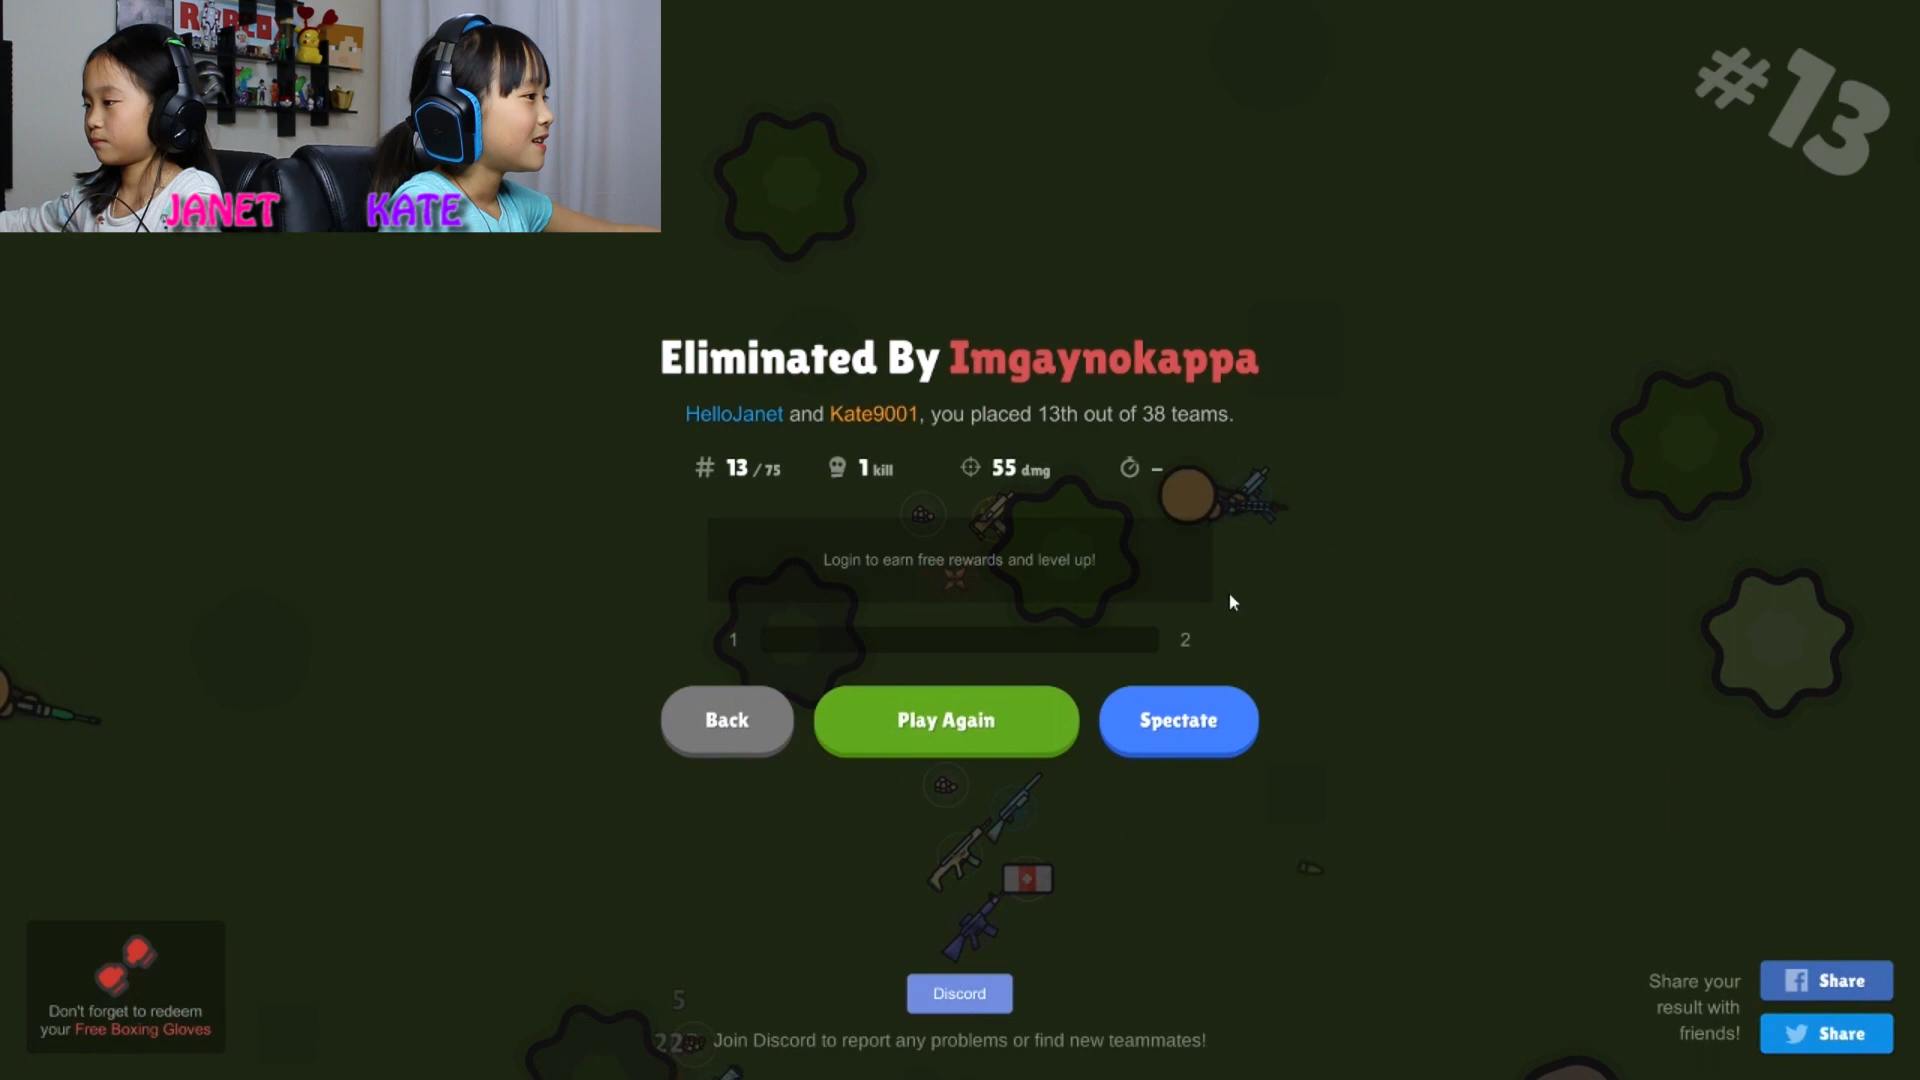 ROBLOX
JANET
KATE
#13
Eliminated By Imgaynokappa
HelloJanet and Kate9001, you placed 13th out of 38 teams.
# 13 / 75 1 kill 55 dmg –
Login to earn free rewards and level up!
1 2
Back Play Again Spectate
Discord
5
22
Join Discord to report any problems or find new teammates!
Don't forget to redeem
your Free Boxing Gloves
Share your
result with
friends!
Share
Share